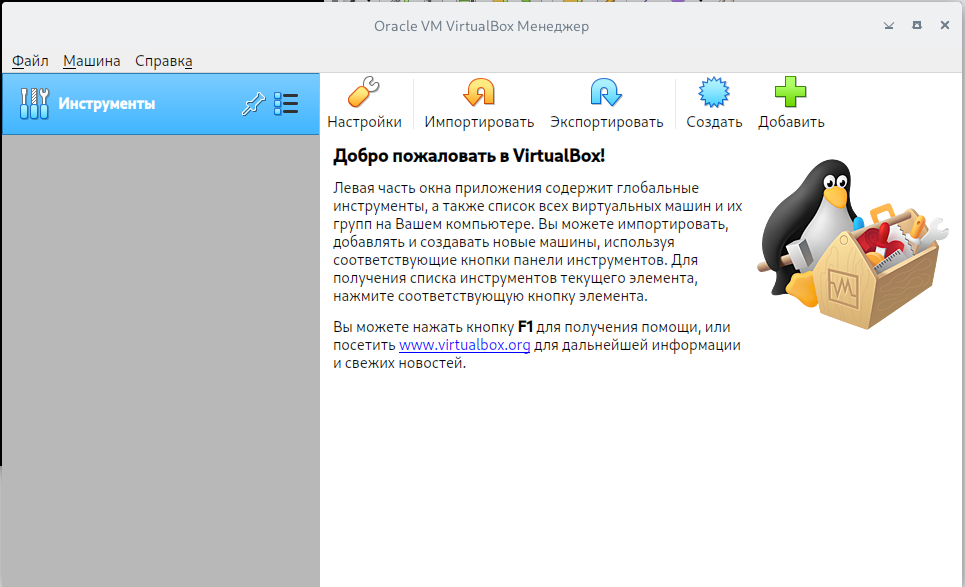 Oracle VM VirtualBox Менеджер
Файл Машина Справка
Инструменты
Настройки Импортировать Экспортировать Создать Добавить
Добро пожаловать в VirtualBox!
Левая часть окна приложения содержит глобальные
инструменты, а также список всех виртуальных машин и их
групп на Вашем компьютере. Вы можете импортировать,
добавлять и создавать новые машины, используя
соответствующие кнопки панели инструментов. Для
получения списка инструментов текущего элемента,
нажмите соответствующую кнопку элемента.
Вы можете нажать кнопку F1 для получения помощи, или
посетить www.virtualbox.org для дальнейшей информации
и свежих новостей.